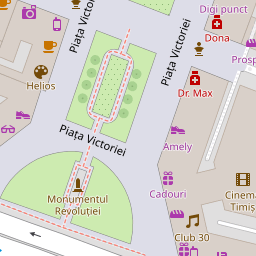 Piața Victoriei
Piața Victoriei
Digi punct
Dona
Prosp
Helios
Dr. Max
Piața Victoriei
Amely
Monumentul
Revoluției
Cadouri
Cinema
Timiș
Club 30